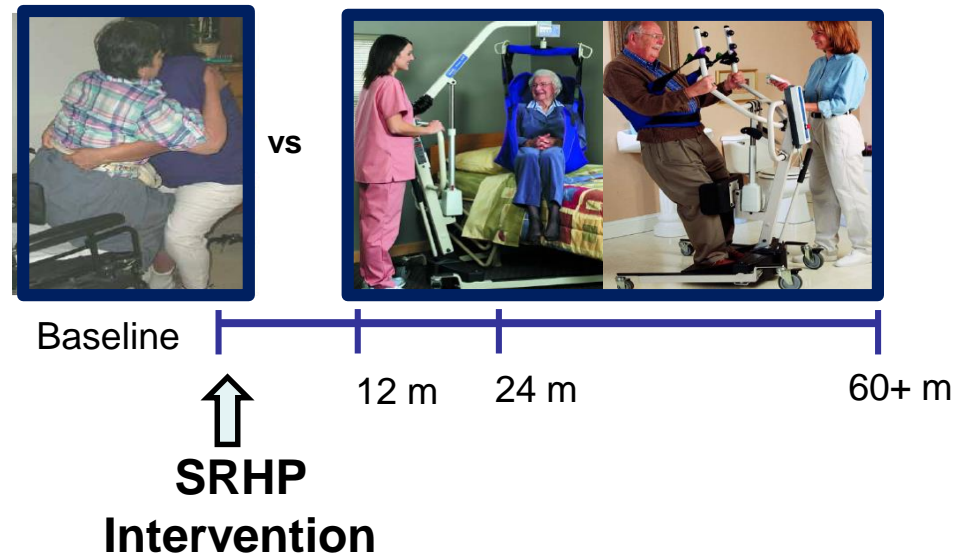 vs
Baseline
12 m
24 m
60+ m
SRHP
Intervention